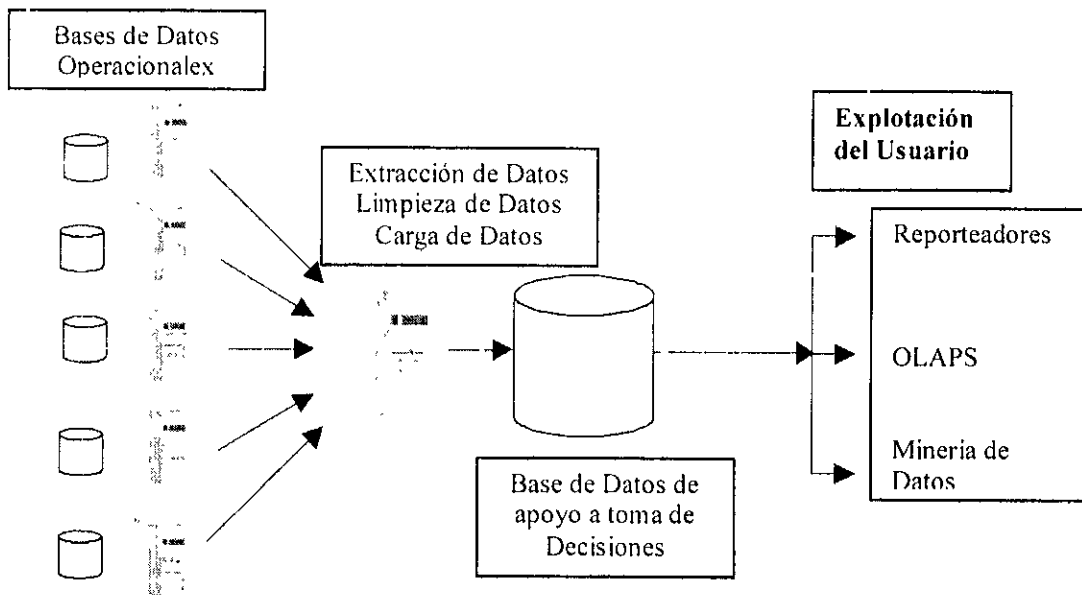 Bases de Datos
Operacionalex
Explotación
del Usuario
Extracción de Datos
Limpieza de Datos
Carga de Datos
Reporteadores
OLAPS
Minería de
Datos
Base de Datos de
apoyo a toma de
Decisiones